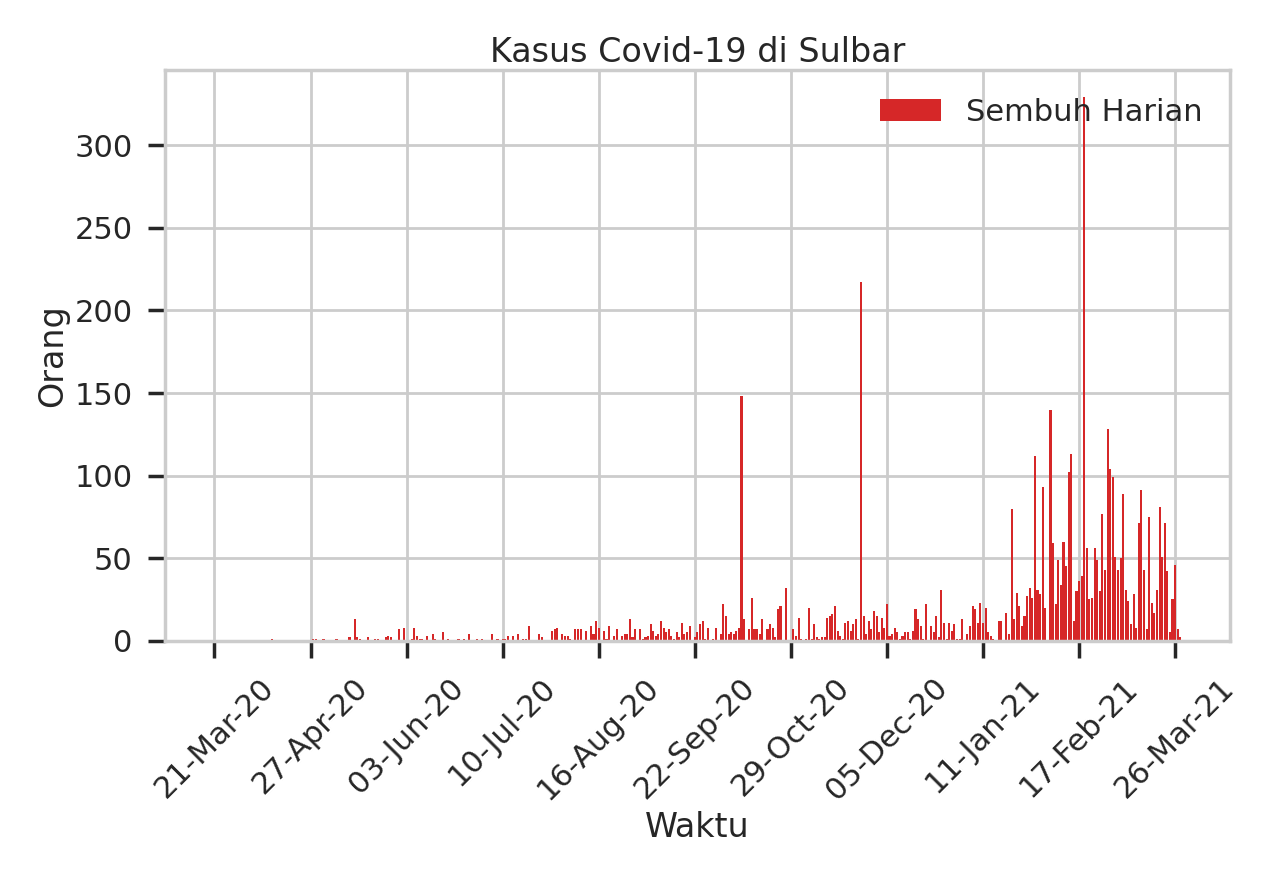 Kasus Covid-19 di Sulbar
Sembuh Harian
Orang
300
250
200
150
100
50
0
21-Mar-20
27-Apr-20
03-Jun-20
10-Jul-20
16-Aug-20
22-Sep-20
29-Oct-20
05-Dec-20
11-Jan-21
17-Feb-21
26-Mar-21
Waktu